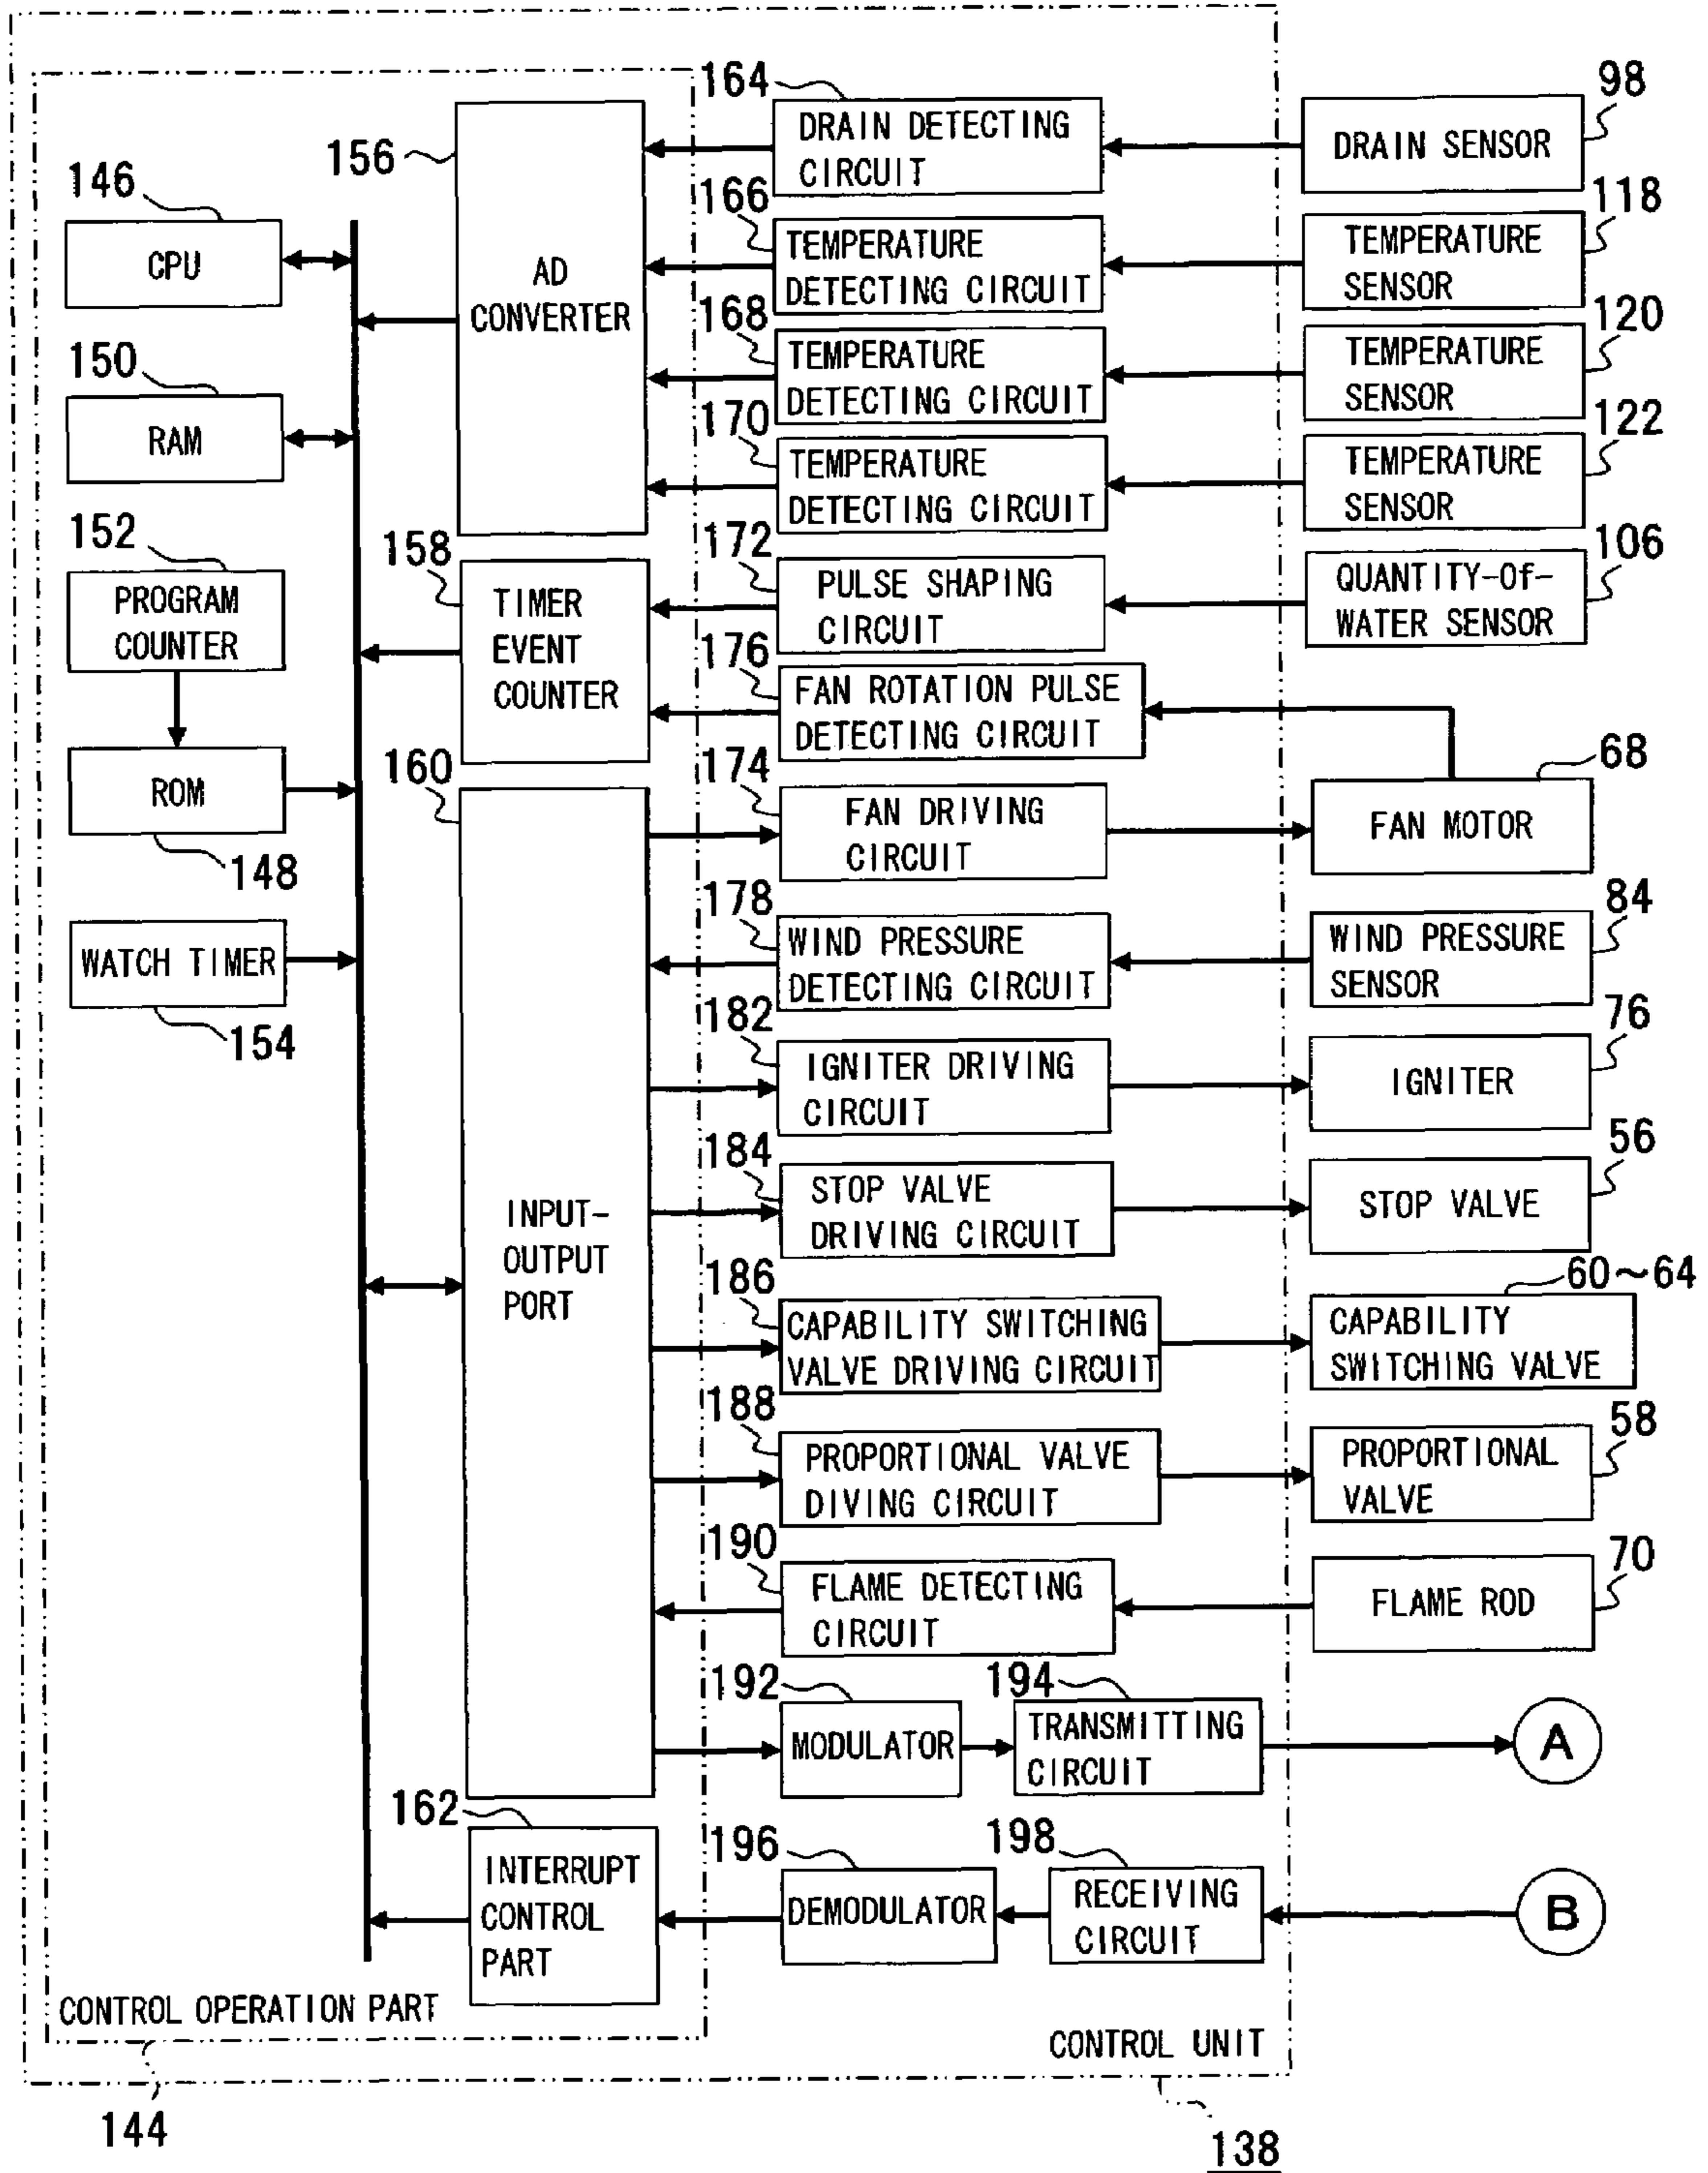 164
98
DRAIN DETECTING
CIRCUIT
DRAIN SENSOR
156
146
166
118
CPU
AD
CONVERTER
TEMPERATURE
DETECTING CIRCUIT
TEMPERATURE
SENSOR
168
120
150
TEMPERATURE
DETECTING CIRCUIT
TEMPERATURE
SENSOR
RAM
170
122
TEMPERATURE
DETECTING CIRCUIT
TEMPERATURE
SENSOR
152
158
172
106
PROGRAM
COUNTER
TIMER
EVENT
COUNTER
PULSE SHAPING
CIRCUIT
QUANTITY-Of-
WATER SENSOR
176
FAN ROTATION PULSE
DETECTING CIRCUIT
160
174
68
ROM
FAN DRIVING
CIRCUIT
FAN MOTOR
148
178
84
WATCH TIMER
WIND PRESSURE
DETECTING CIRCUIT
WIND PRESSURE
SENSOR
154
182
76
IGNITER DRIVING
CIRCUIT
IGNITER
184
56
INPUT-
OUTPUT
PORT
STOP VALVE
DRIVING CIRCUIT
STOP VALVE
186
60~64
CAPABILITY SWITCHING
VALVE DRIVING CIRCUIT
CAPABILITY
SWITCHING VALVE
188
58
PROPORTIONAL VALVE
DIVING CIRCUIT
PROPORTIONAL
VALVE
190
70
FLAME DETECTING
CIRCUIT
FLAME ROD
192
194
MODULATOR
TRANSMITTING
CIRCUIT
A
162
196
198
INTERRUPT
CONTROL
PART
DEMODULATOR
RECEIVING
CIRCUIT
B
CONTROL OPERATION PART
CONTROL UNIT
144
138